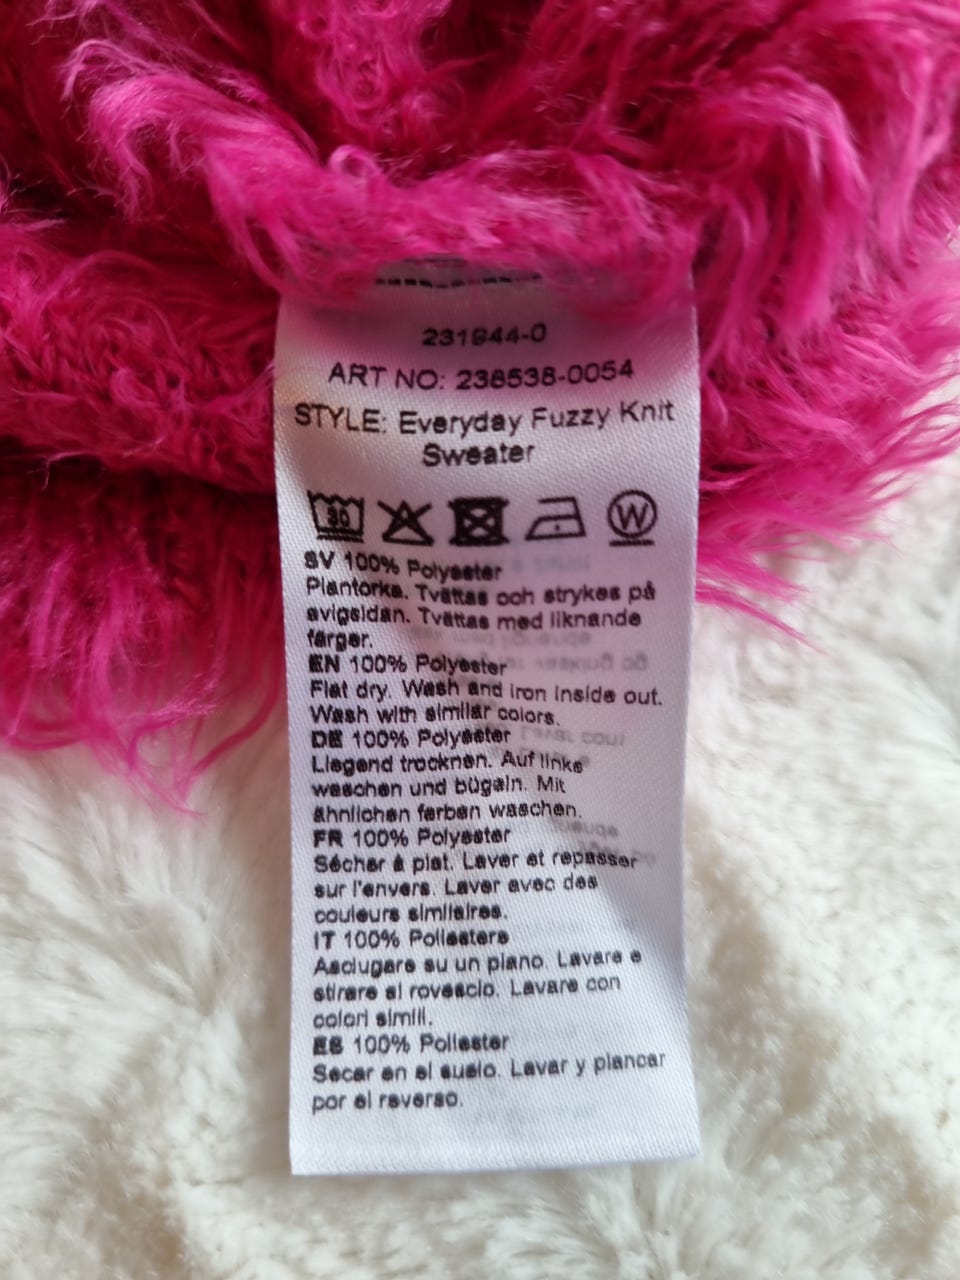 231944-0
ART NO: 238538-0054
STYLE: Everyday Fuzzy Knit
Sweater
30
W
SV 100% Polyester
Plantorka. Tvättas och strykes på
avigsidan. Tvättas med liknande
färger.
EN 100% Polyester
Flat dry. Wash and iron inside out.
Wash with similar colors.
DE 100% Polyester
Liegend trocknen. Auf links
waschen und bügeln. Mit
ähnlichen farben waschen.
FR 100% Polyester
Sécher à plat. Laver et repasser
sur l'envers. Laver avec des
couleurs similaires.
IT 100% Poliestere
Asciugare su un piano. Lavare e
stirare al rovescio. Lavare con
colori simili.
ES 100% Poliester
Secar en el suelo. Lavar y plancar
por el reverso.